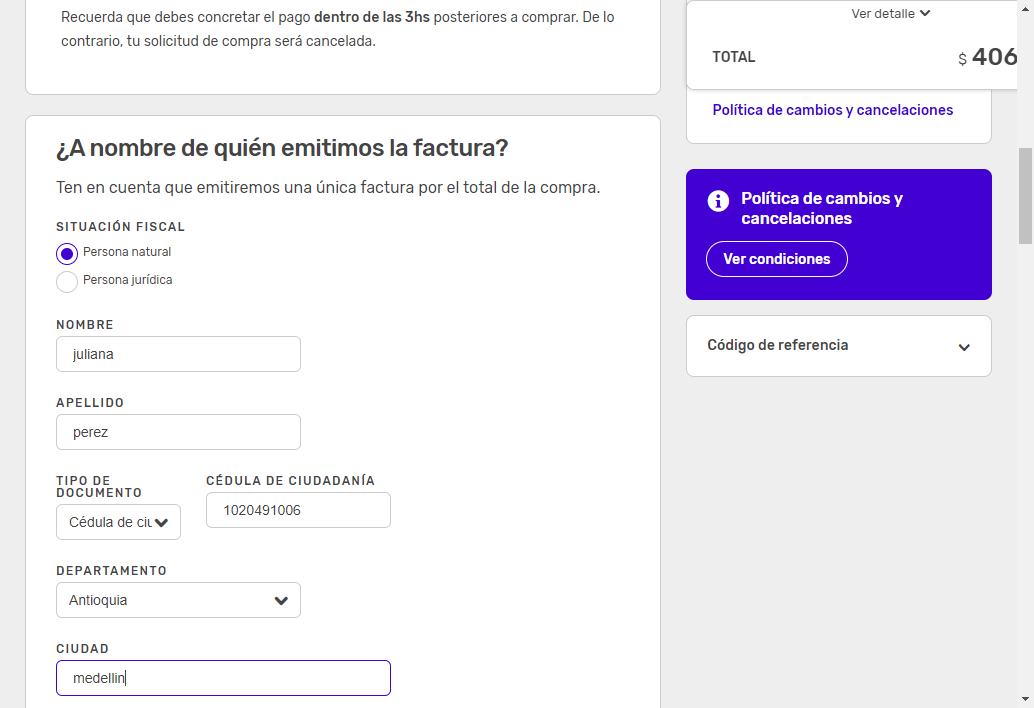 Recuerda que debes concretar el pago dentro de las 3hs posteriores a comprar. De lo
contrario, tu solicitud de compra será cancelada.
¿A nombre de quién emitimos la factura?
Ten en cuenta que emitiremos una única factura por el total de la compra.
SITUACIÓN FISCAL
Persona natural
Persona jurídica
NOMBRE
juliana
APELLIDO
perez
TIPO DE
DOCUMENTO
Cédula de ciu
CÉDULA DE CIUDADANÍA
1020491006
DEPARTAMENTO
Antioquia
CIUDAD
medellin
Ver detalle
TOTAL
$ 406
Política de cambios y cancelaciones
Política de cambios y
cancelaciones
Ver condiciones
Código de referencia